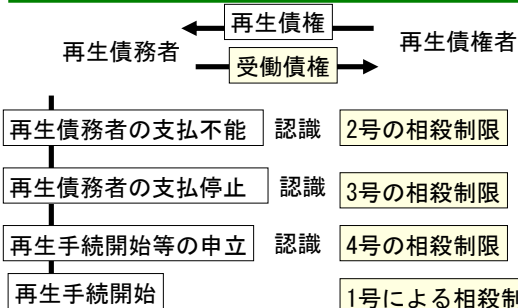 再生債権
再生債務者
再生債権者
受働債権
再生債務者の支払不能 認識 2号の相殺制限
再生債務者の支払停止 認識 3号の相殺制限
再生手続開始等の申立 認識 4号の相殺制限
再生手続開始
1号による相殺制